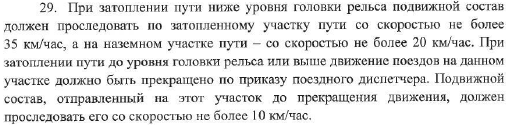 29. При затоплении пути ниже уровня головки рельса подвижной состав
должен проследовать по затопленному участку пути со скоростью не более
35 км/час, а на наземном участке пути – со скоростью не более 20 км/час. При
затоплении пути до уровня головки рельса или выше движение поездов на данном
участке должно быть прекращено по приказу поездного диспетчера. Подвижной
состав, отправленный на этот участок до прекращения движения, должен
проследовать его со скоростью не более 10 км/час.